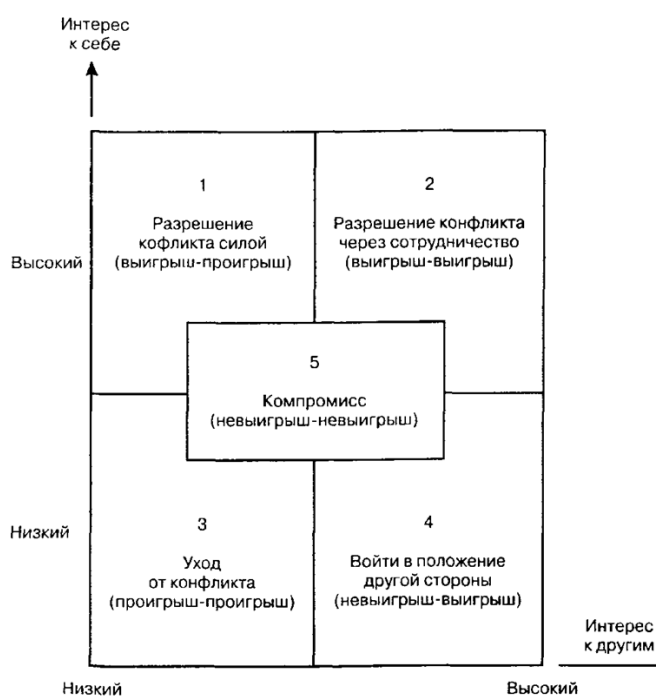 Интерес
к себе
1
Разрешение
кофликта силой
(выигрыш-проигрыш)
2
Разрешение конфликта
через сотрудничество
(выигрыш-выигрыш)
Высокий
5
Компромисс
(невыигрыш-невыигрыш)
Низкий
3
Уход
от конфликта
(проигрыш-проигрыш)
4
Войти в положение
другой стороны
(невыигрыш-выигрыш)
Интерес
к другим
Низкий
Высокий